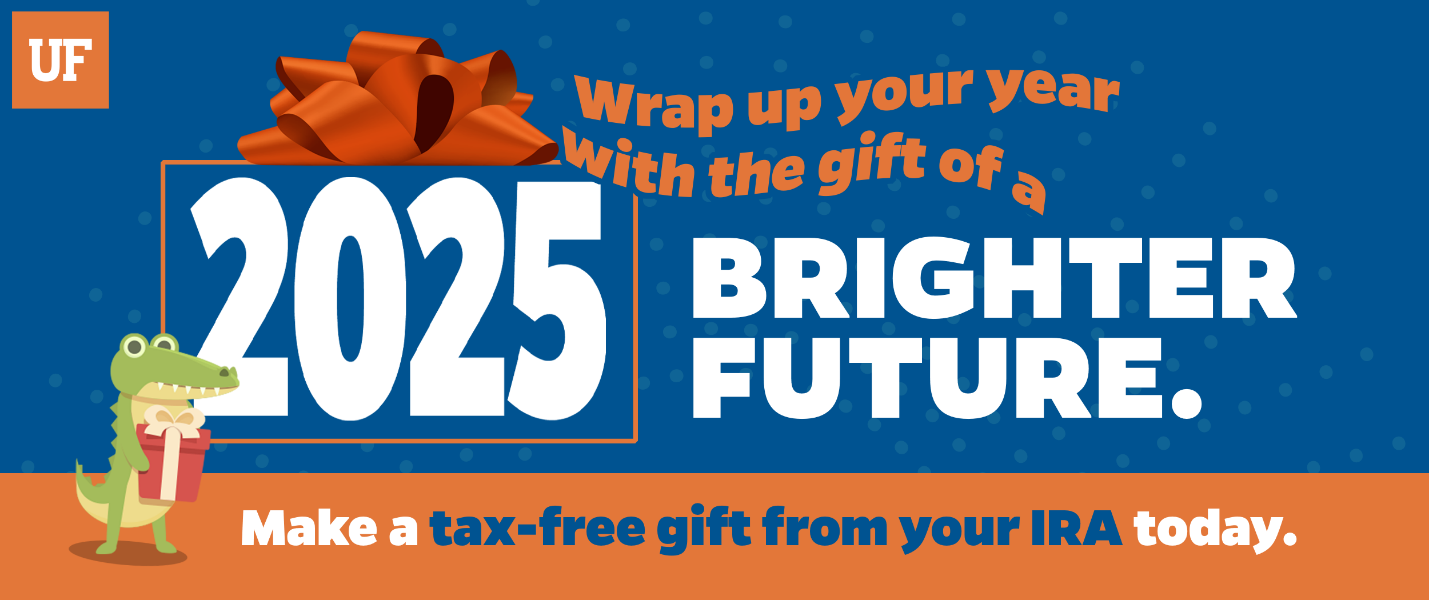 UF
Wrap up your year
with the gift of a
2025
BRIGHTER
FUTURE.
Make a tax-free gift from your IRA today.